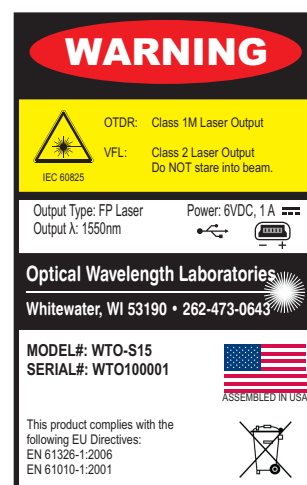 WARNING
OTDR: Class 1M Laser Output
VFL: Class 2 Laser Output
Do NOT stare into beam.
IEC 60825
Output Type: FP Laser Power: 6VDC, 1 A
Output λ: 1550nm
− +
Optical Wavelength Laboratories
Whitewater, WI 53190 • 262-473-0643
MODEL#: WTO-S15
SERIAL#: WTO100001
ASSEMBLED IN USA
This product complies with the
following EU Directives:
EN 61326-1:2006
EN 61010-1:2001